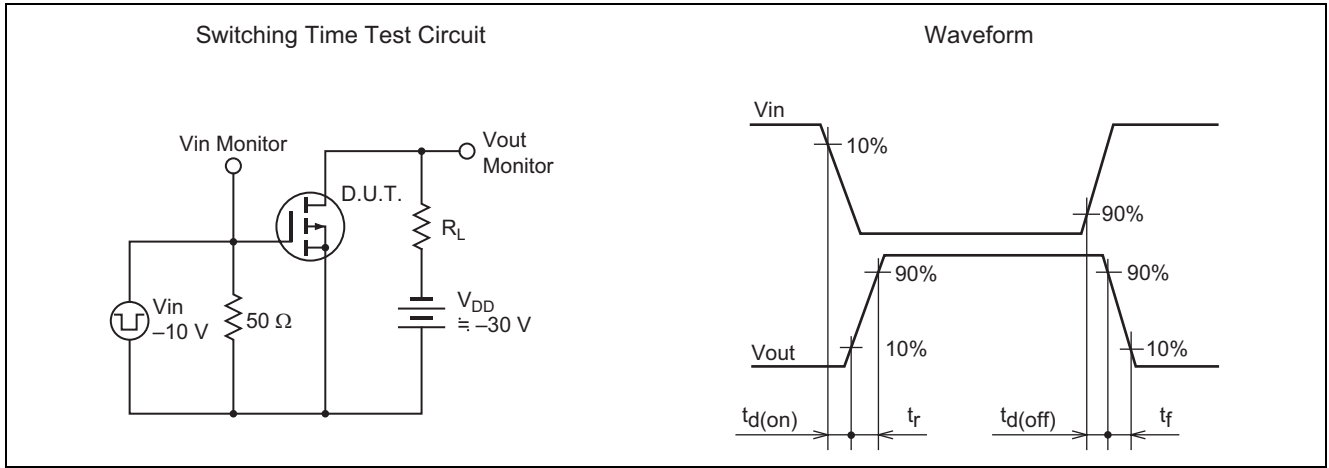 Switching Time Test Circuit
Vin Monitor
D.U.T.
Vout
Monitor
RL
VDD
≒ –30 V
Vin
–10 V
50 Ω
Waveform
Vin
10%
90%
90%
90%
Vout
10%
10%
td(on)
tr
td(off)
tf